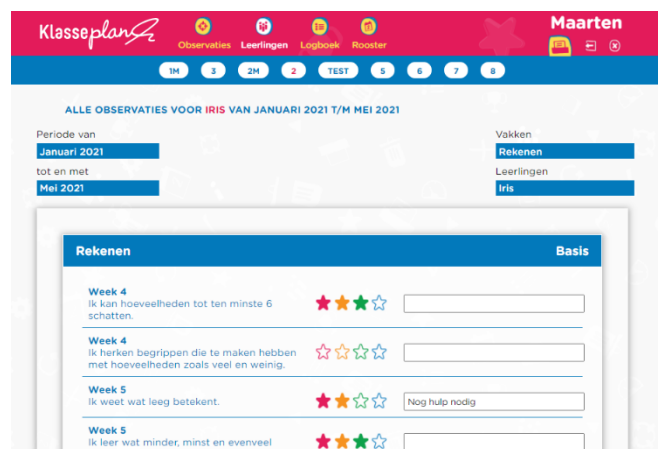 Klasseplan
Maarten
Observaties Leerlingen Logboek Rooster
1M 3 2M 2 TEST 5 6 7 8
ALLE OBSERVATIES VOOR IRIS VAN JANUARI 2021 T/M MEI 2021
Periode van
Januari 2021
tot en met
Mei 2021
Vakken
Rekenen
Leerlingen
Iris
Rekenen Basis
Week 4
Ik kan hoeveelheden tot ten minste 6
schatten.
Week 4
Ik herken begrippen die te maken hebben
met hoeveelheden zoals veel en weinig.
Week 5
Ik weet wat leeg betekent.
Nog hulp nodig
Week 5
Ik leer wat minder, minst en evenveel